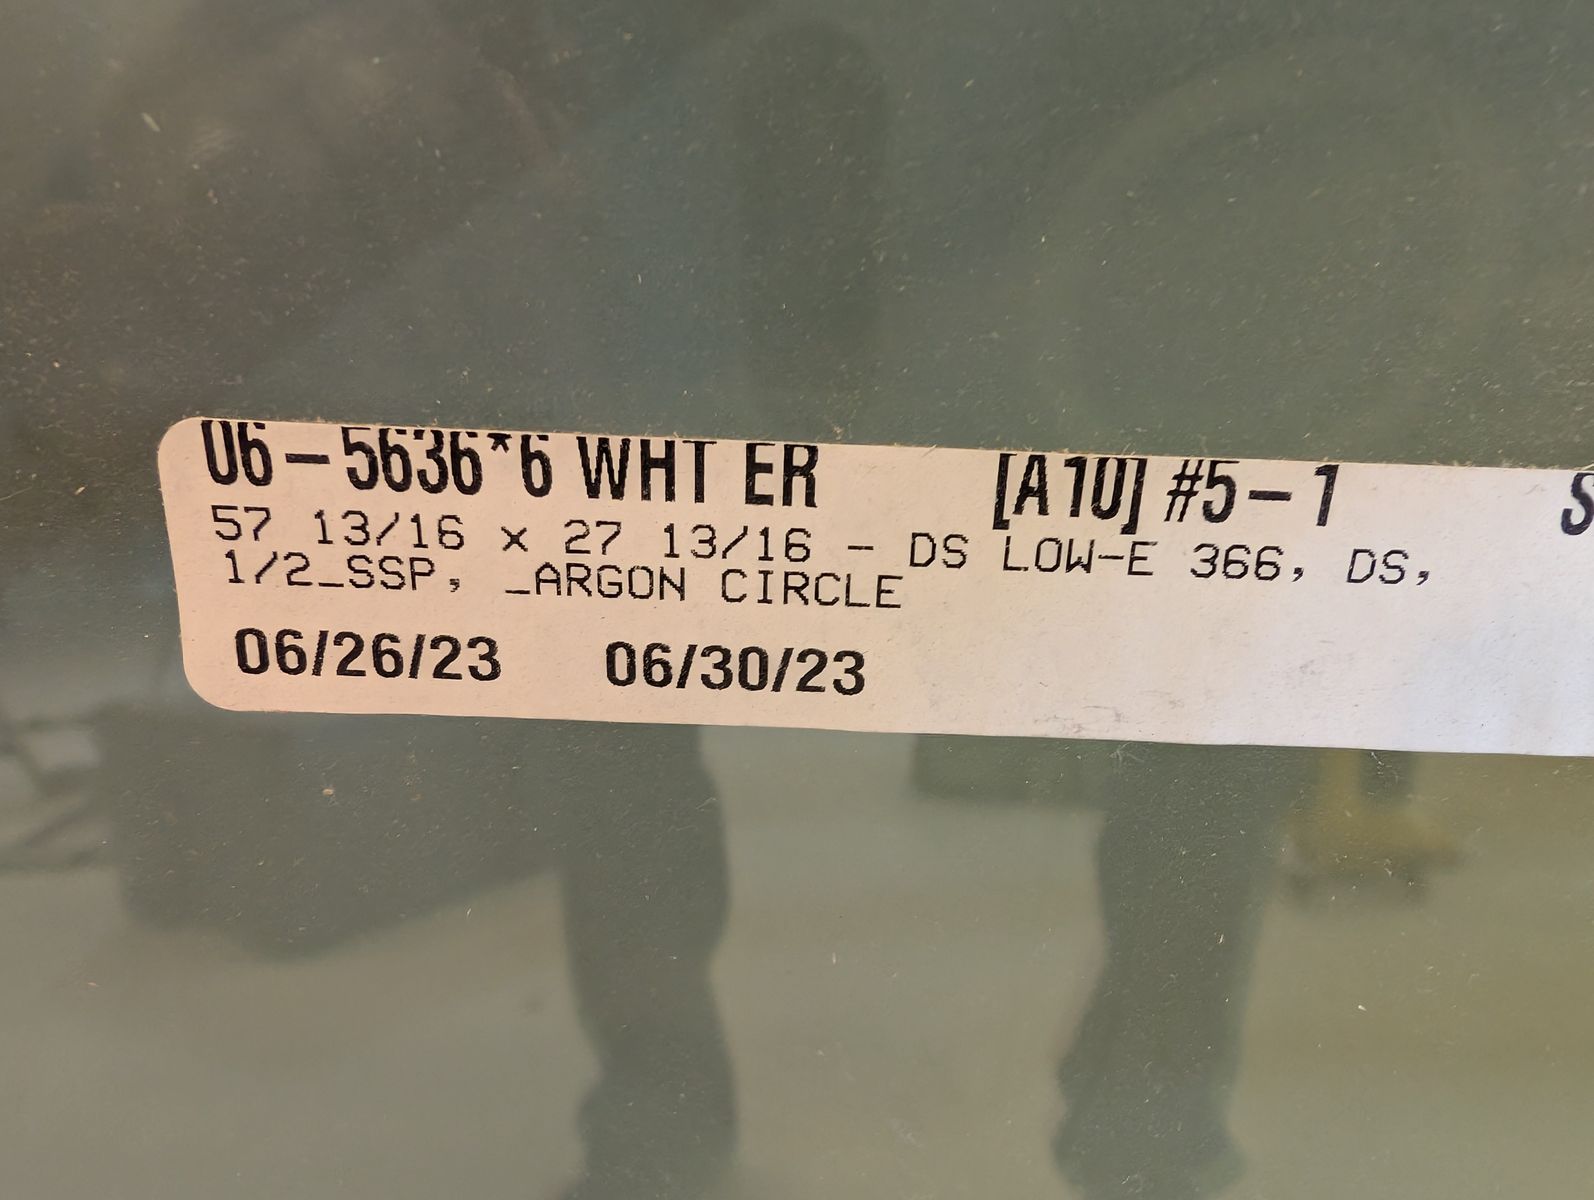 06-5636*6 WHT ER [A10] #5-1 S
57 13/16 x 27 13/16 - DS LOW-E 366, DS,
1/2_SSP, _ARGON CIRCLE
06/26/23 06/30/23